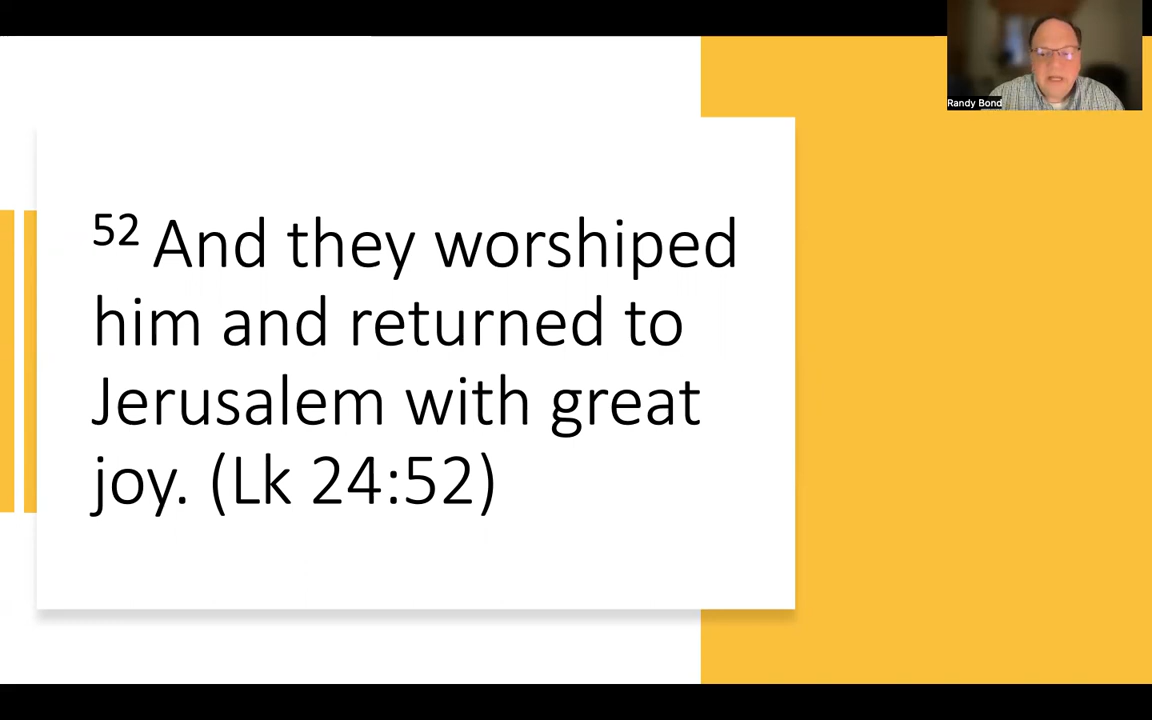 Randy Bond
52 And they worshiped
him and returned to
Jerusalem with great
joy. (Lk 24:52)